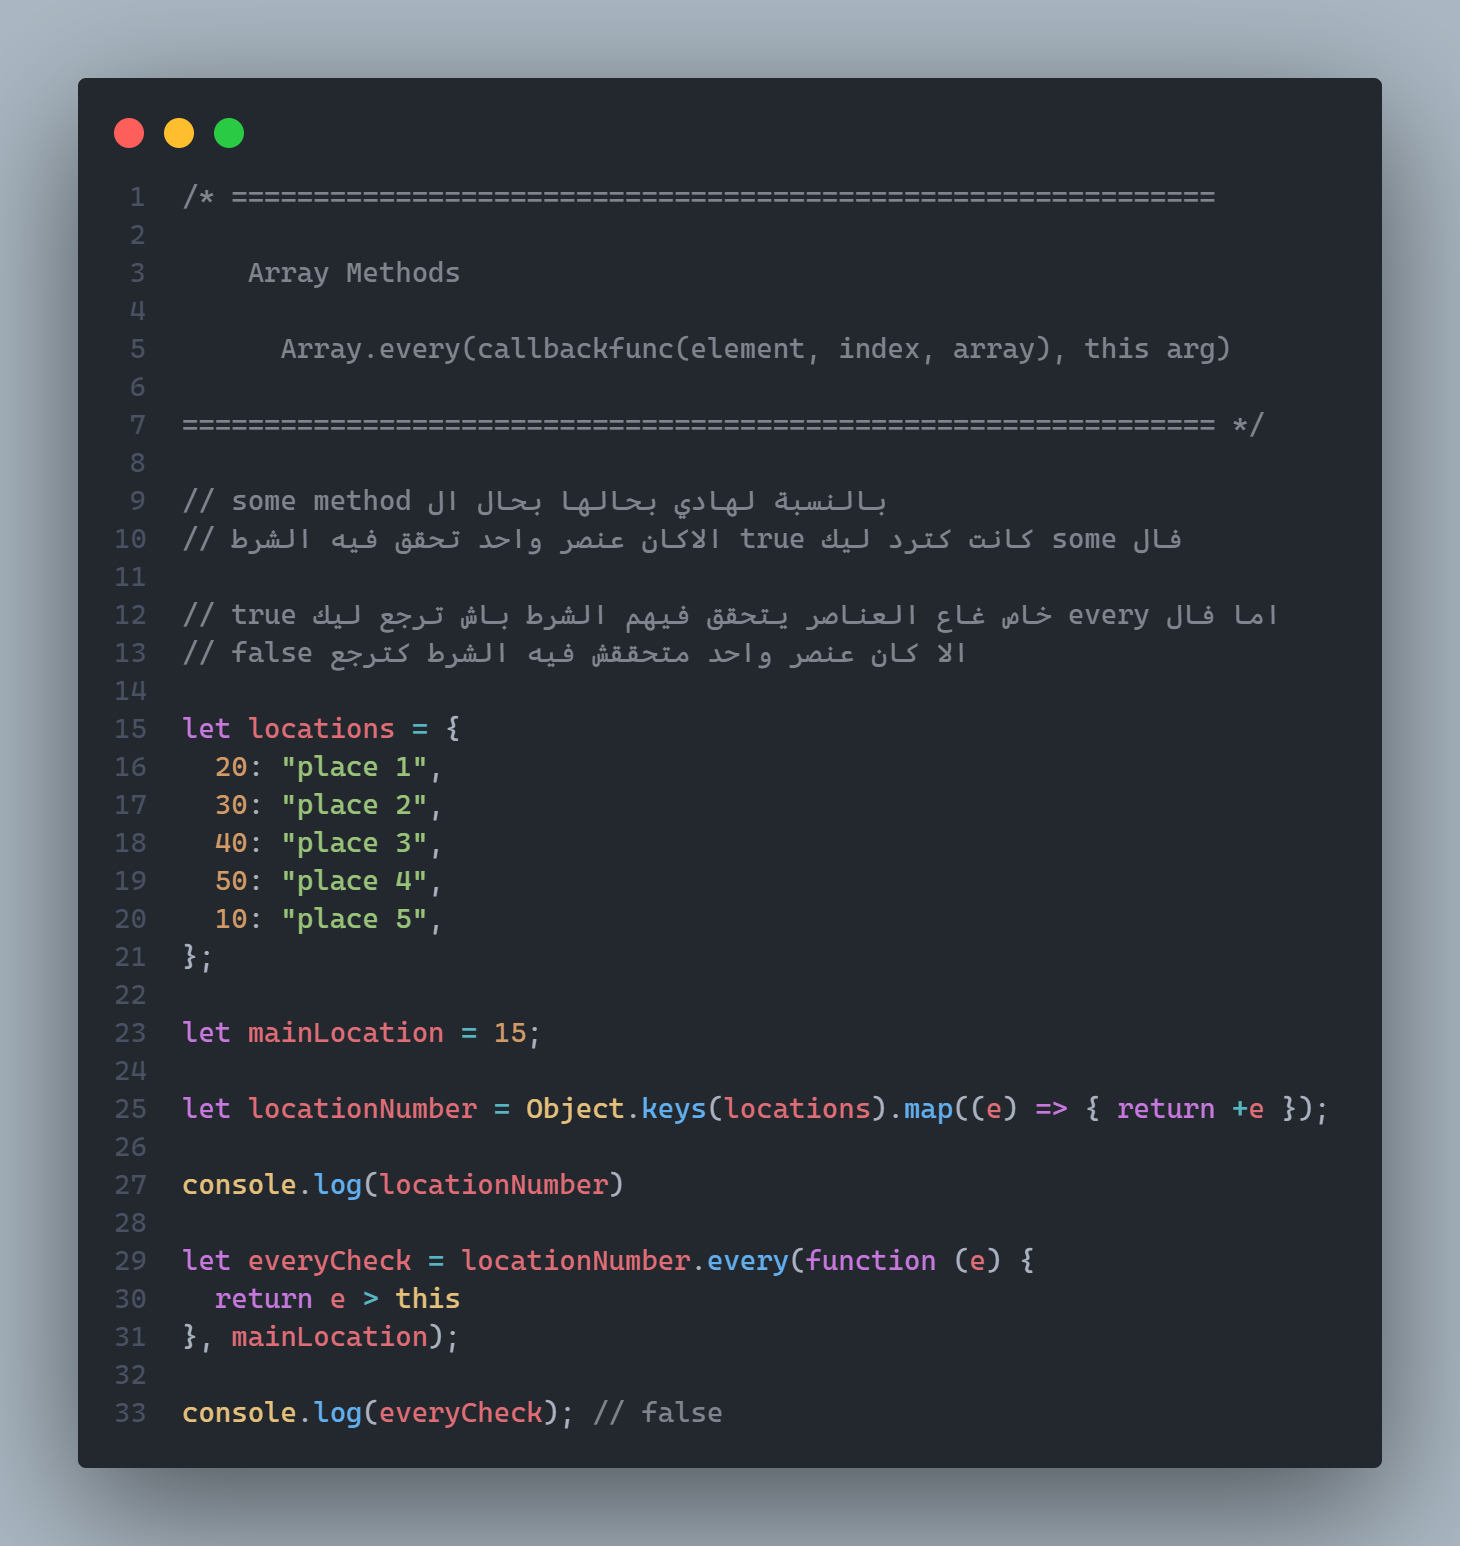 1 /* ============================================================
2
3 Array Methods
4
5 Array.every(callbackfunc(element, index, array), this arg)
6
7 =============================================================== */
8
9 // some method بالنسبة لهادي بحالها بحال ال
10 // فال some كانت كترد ليك true الاكان عنصر واحد تحقق فيه الشرط
11
12 // اما فال every خاص غاع العناصر يتحقق فيهم الشرط باش ترجع ليك true
13 // الا كان عنصر واحد متحققش فيه الشرط كترجع false
14
15 let locations = {
16 20: "place 1",
17 30: "place 2",
18 40: "place 3",
19 50: "place 4",
20 10: "place 5",
21 };
22
23 let mainLocation = 15;
24
25 let locationNumber = Object.keys(locations).map((e) => { return +e });
26
27 console.log(locationNumber)
28
29 let everyCheck = locationNumber.every(function (e) {
30 return e > this
31 }, mainLocation);
32
33 console.log(everyCheck); // false